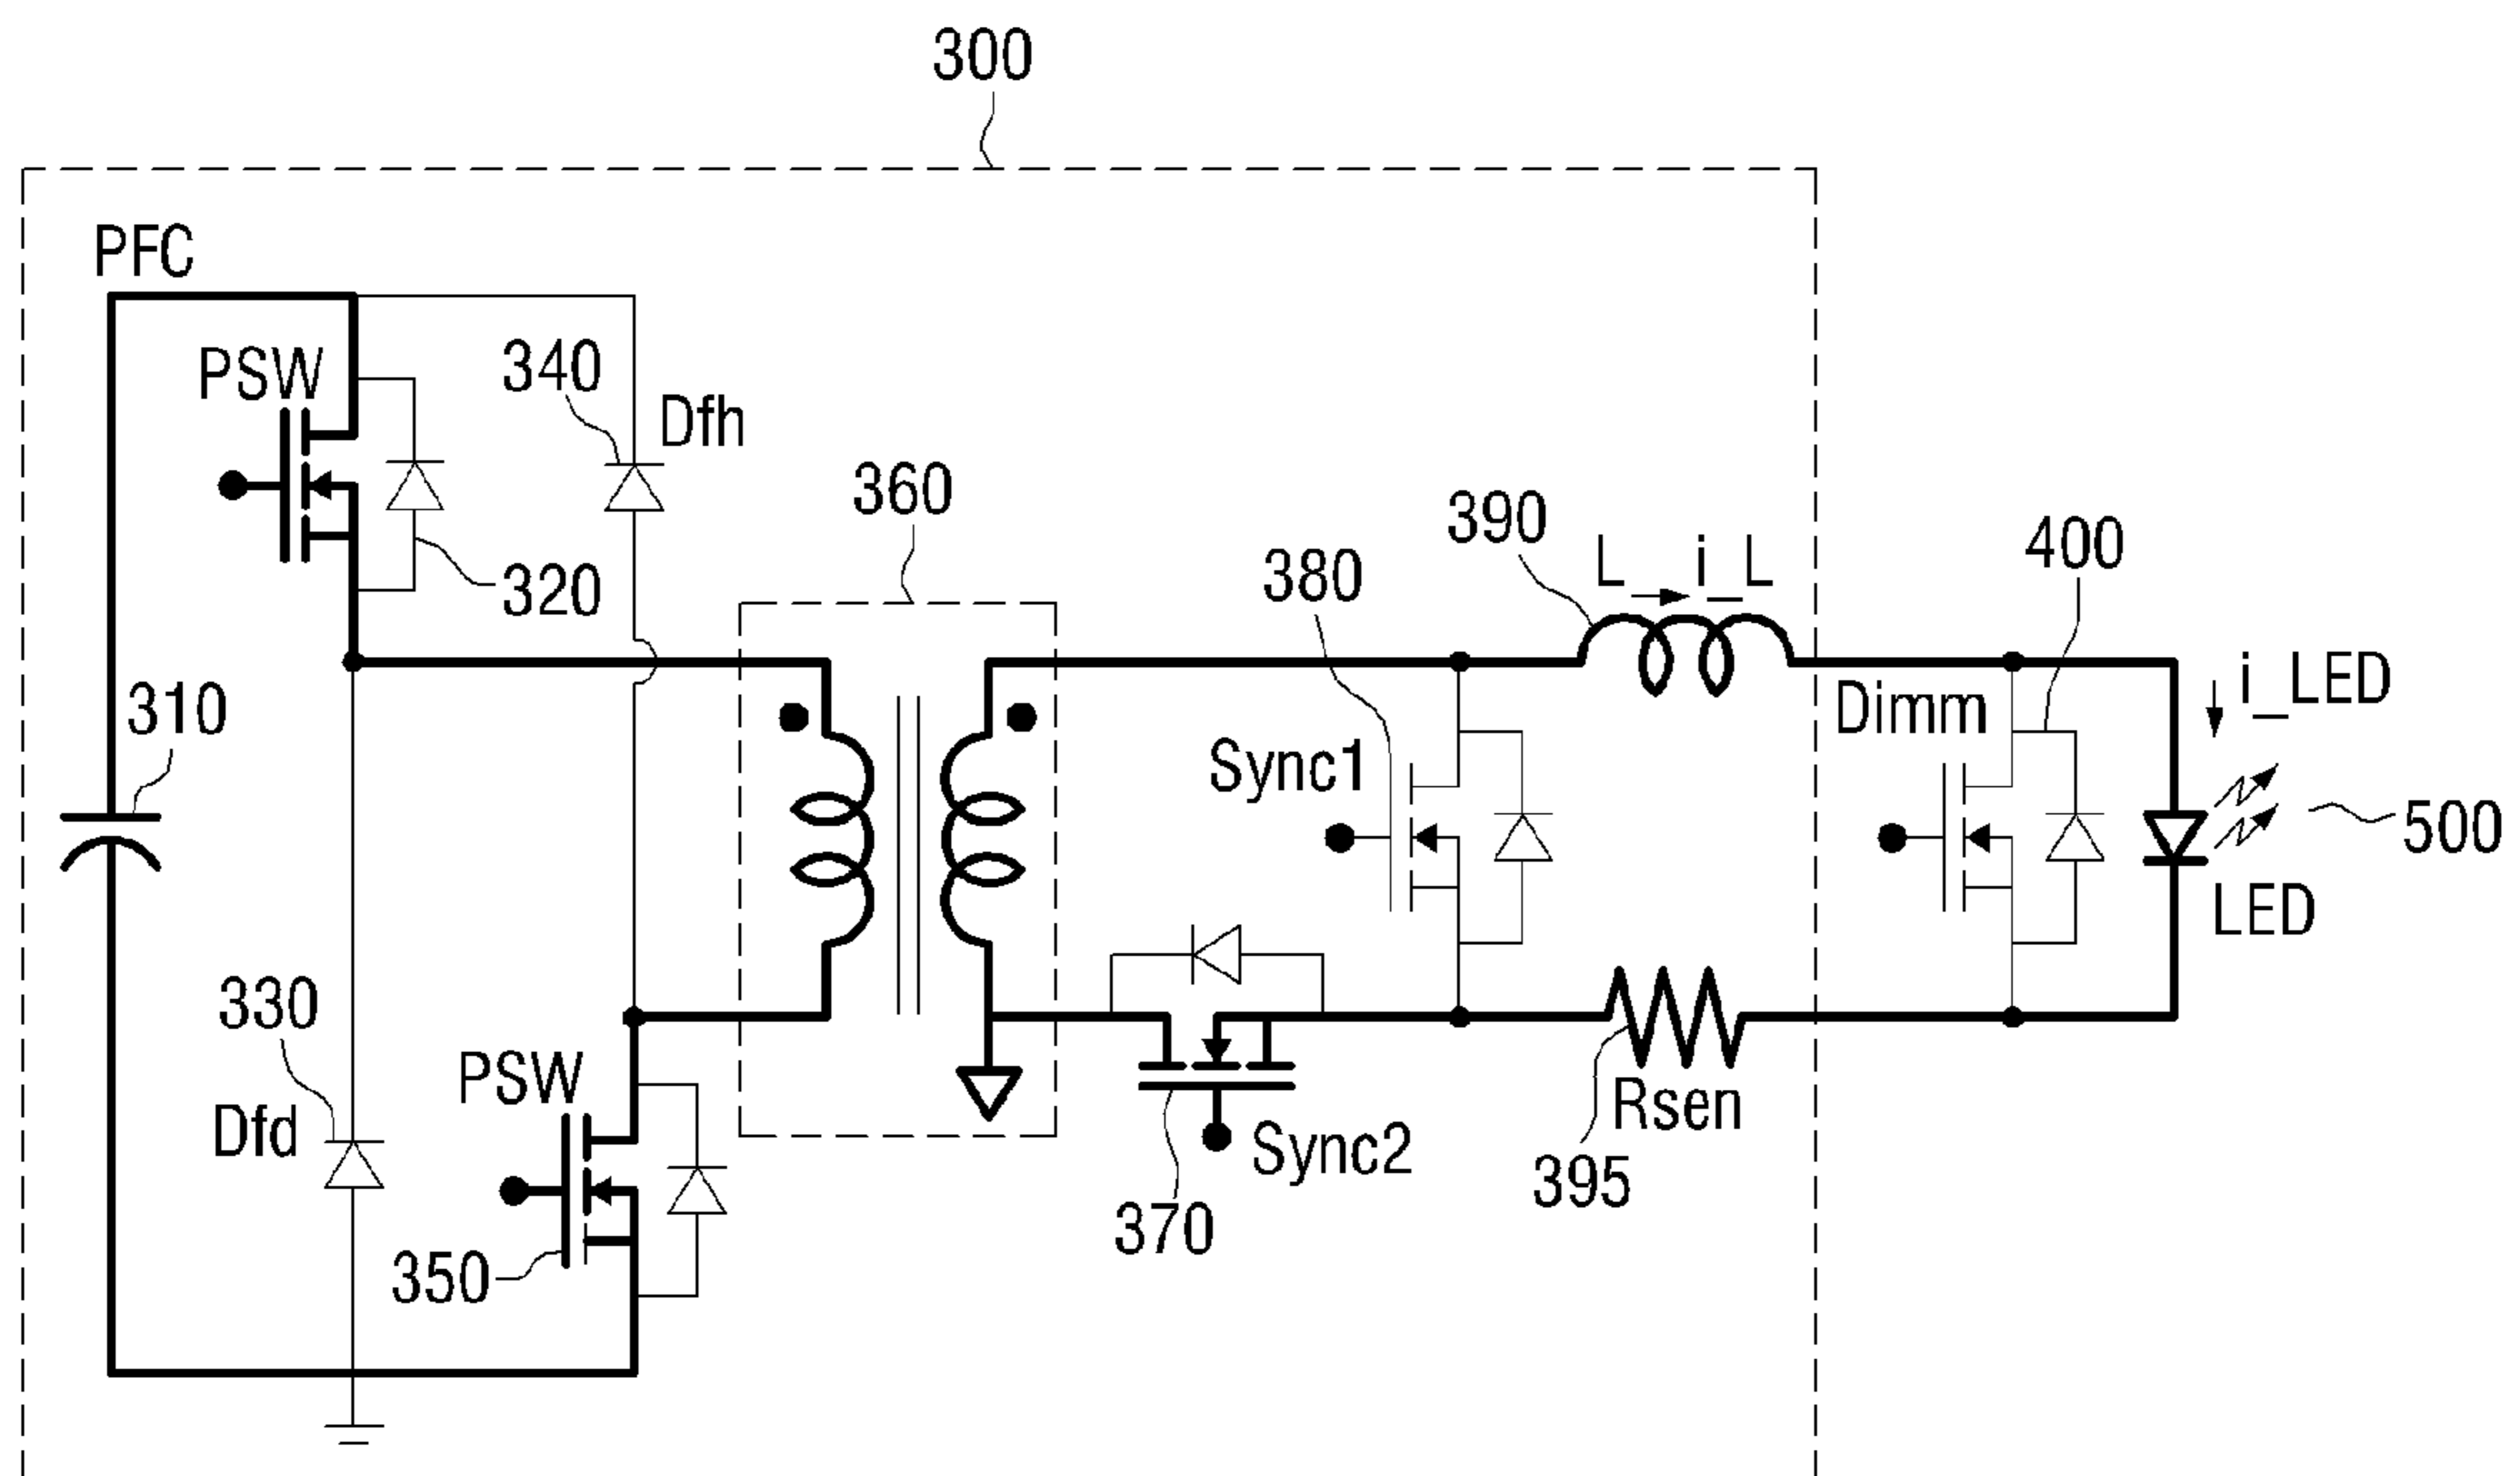 300
PFC
PSW
340
Dfh
320
360
390
L
i_L
380
400
310
Dimm
i_LED
Sync1
500
LED
330
Dfd
PSW
350
Sync2
370
Rsen
395